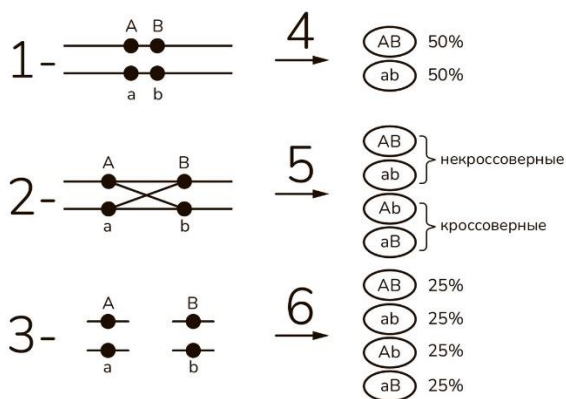 A B
1-
a b
4
AB 50%
ab 50%
A B
2-
a b
5
AB
ab
некроссоверные
Ab
aB
кроссоверные
A B
3-
a b
6
AB 25%
ab 25%
Ab 25%
aB 25%